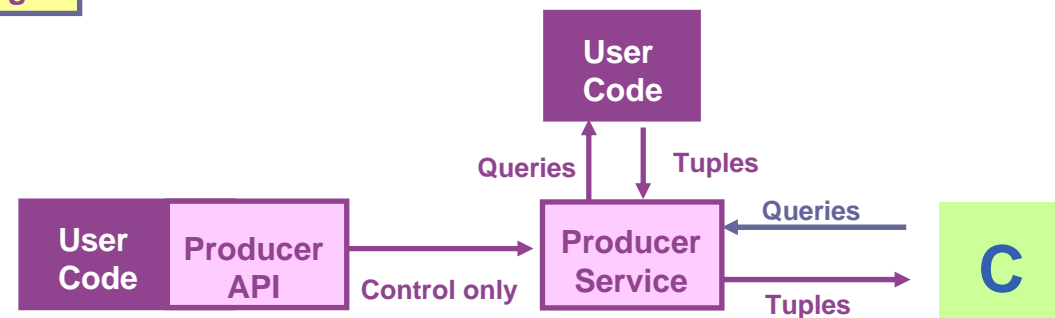 User
Code
Queries
Tuples
Queries
User
Code
Producer
API
Control only
Producer
Service
C
Tuples